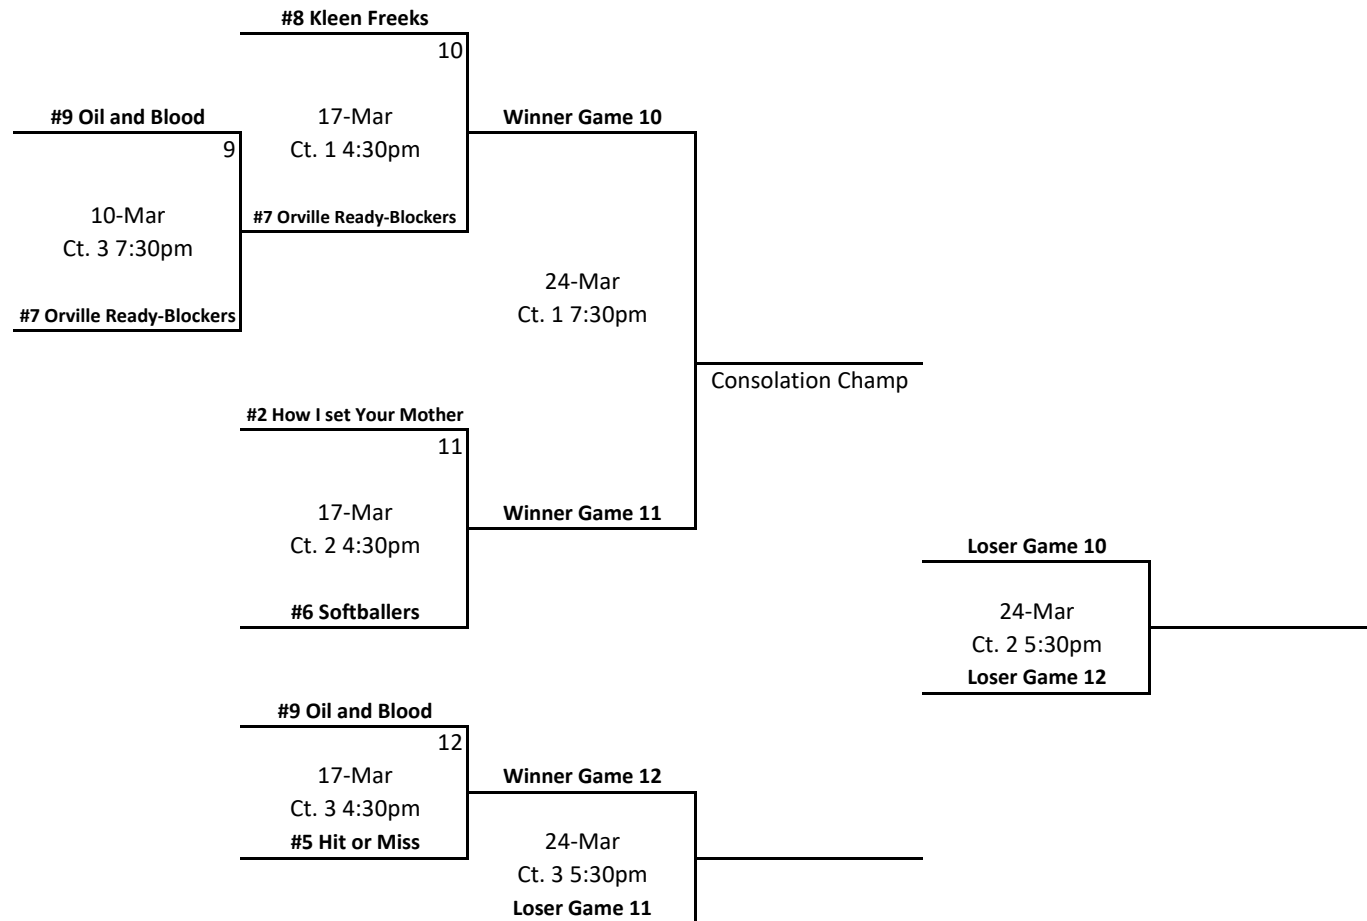 #8 Kleen Freeks
10
#9 Oil and Blood
17-Mar
Winner Game 10
9
Ct. 1 4:30pm
10-Mar
#7 Orville Ready-Blockers
Ct. 3 7:30pm
24-Mar
#7 Orville Ready-Blockers
Ct. 1 7:30pm
Consolation Champ
#2 How I set Your Mother
11
17-Mar
Winner Game 11
Ct. 2 4:30pm
Loser Game 10
#6 Softballers
24-Mar
Ct. 2 5:30pm
Loser Game 12
#9 Oil and Blood
12
17-Mar
Winner Game 12
Ct. 3 4:30pm
#5 Hit or Miss
24-Mar
Ct. 3 5:30pm
Loser Game 11